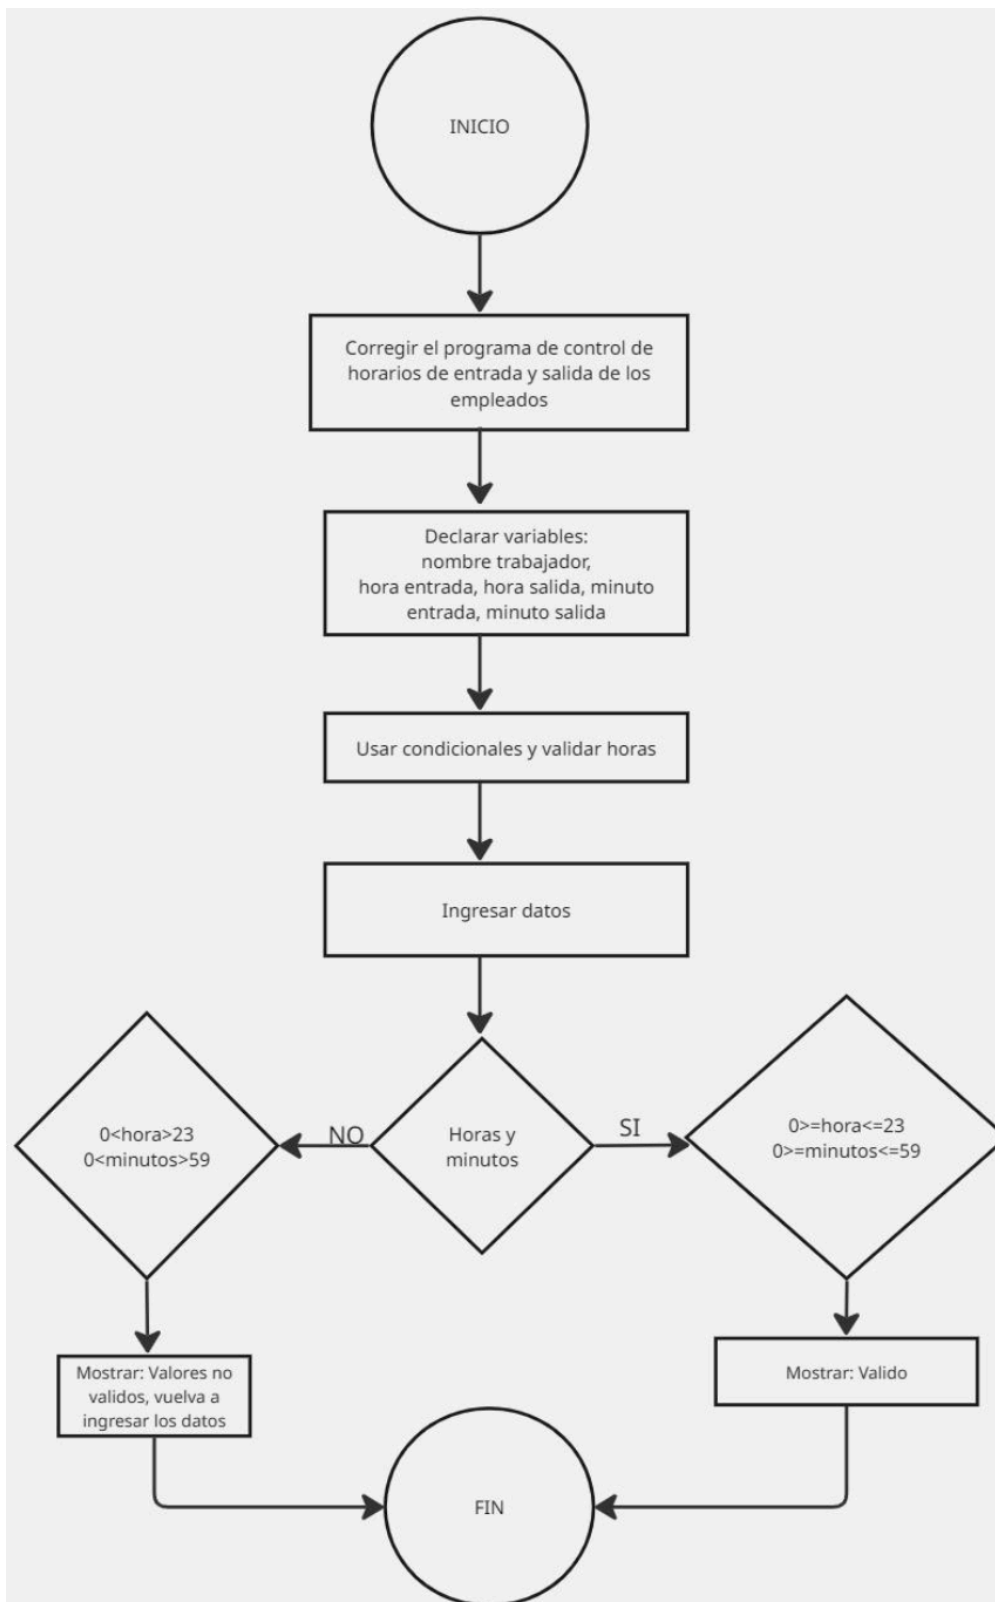 INICIO
Corregir el programa de control de
horarios de entrada y salida de los
empleados
Declarar variables:
nombre trabajador,
hora entrada, hora salida, minuto
entrada, minuto salida
Usar condicionales y validar horas
Ingresar datos
0<hora>23
0<minutos>59
NO
Horas y
minutos
SI
0>=hora<=23
0>=minutos<=59
Mostrar: Valores no
validos, vuelva a
ingresar los datos
Mostrar: Valido
FIN